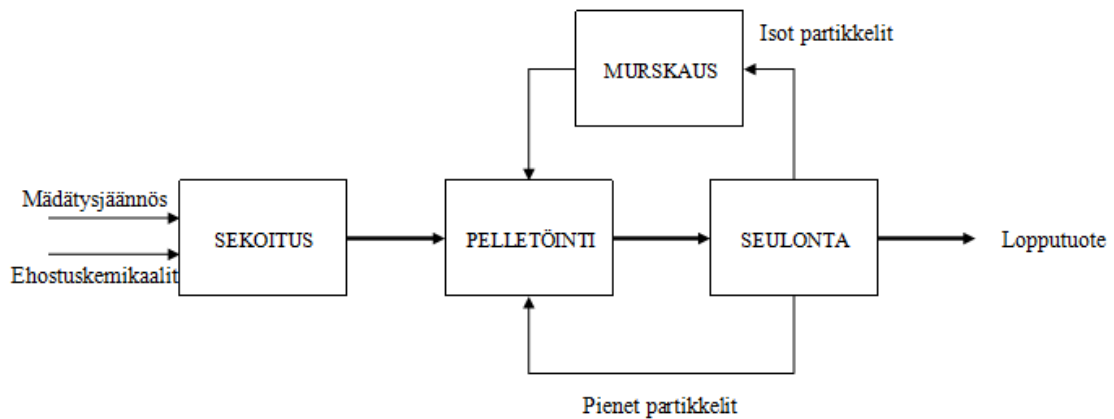 Isot partikkelit
MURSKAUS
Mädätysjäännös
Ehostuskemikaalit
SEKOITUS
PELLETÖINTI
SEULONTA
Lopputuote
Pienet partikkelit